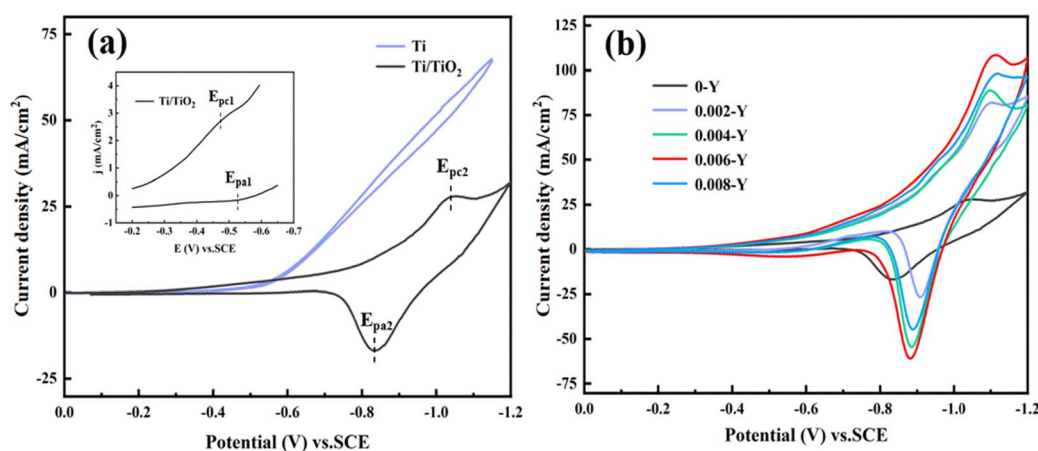 (a)
Ti
Ti/TiO₂
Current density (mA/cm²)
75
50
25
0
-25
0.0 -0.2 -0.4 -0.6 -0.8 -1.0 -1.2
Potential (V) vs.SCE
E_pc2
E_pa2
Ti/TiO₂
E_pc1
E_pa1
j (mA/cm²)
4
3
2
1
0
-1
-0.2 -0.3 -0.4 -0.5 -0.6 -0.7
E (V) vs.SCE
(b)
0-Y
0.002-Y
0.004-Y
0.006-Y
0.008-Y
Current density (mA/cm²)
125
100
75
50
25
0
-25
-50
-75
0.0 -0.2 -0.4 -0.6 -0.8 -1.0 -1.2
Potential (V) vs.SCE